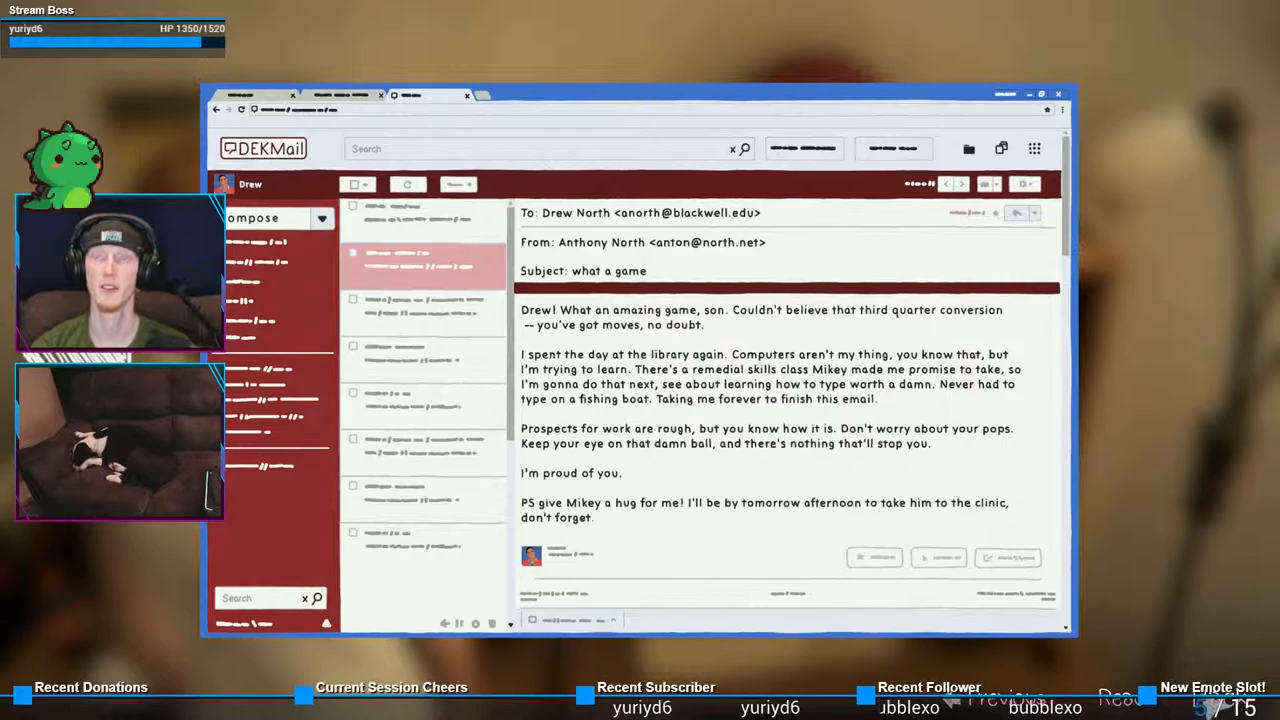 Stream Boss
yuriyd6
HP 1350/1520
DEKMail
Search
Drew
ompose
To: Drew North <anorth@blackwell.edu>
From: Anthony North <anton@north.net>
Subject: what a game
Drew! What an amazing game, son. Couldn't believe that third quarter conversion
-- you've got moves, no doubt.
I spent the day at the library again. Computers aren't my thing, you know that, but
I'm trying to learn. There's a remedial skills class Mikey made me promise to take, so
I'm gonna do that next, see about learning how to type worth a damn. Never had to
type on a fishing boat. Taking me forever to finish this email.
Prospects for work are rough, but you know how it is. Don't worry about your pops.
Keep your eye on that damn ball, and there's nothing that'll stop you.
I'm proud of you.
PS give Mikey a hug for me! I'll be by tomorrow afternoon to take him to the clinic,
don't forget.
Search
Recent Donations
Current Session Cheers
Recent Subscriber
Recent Follower
New Emote Slot!
Previous
yuriyd6
yuriyd6
ubblexo
bubblexo
5 / 15